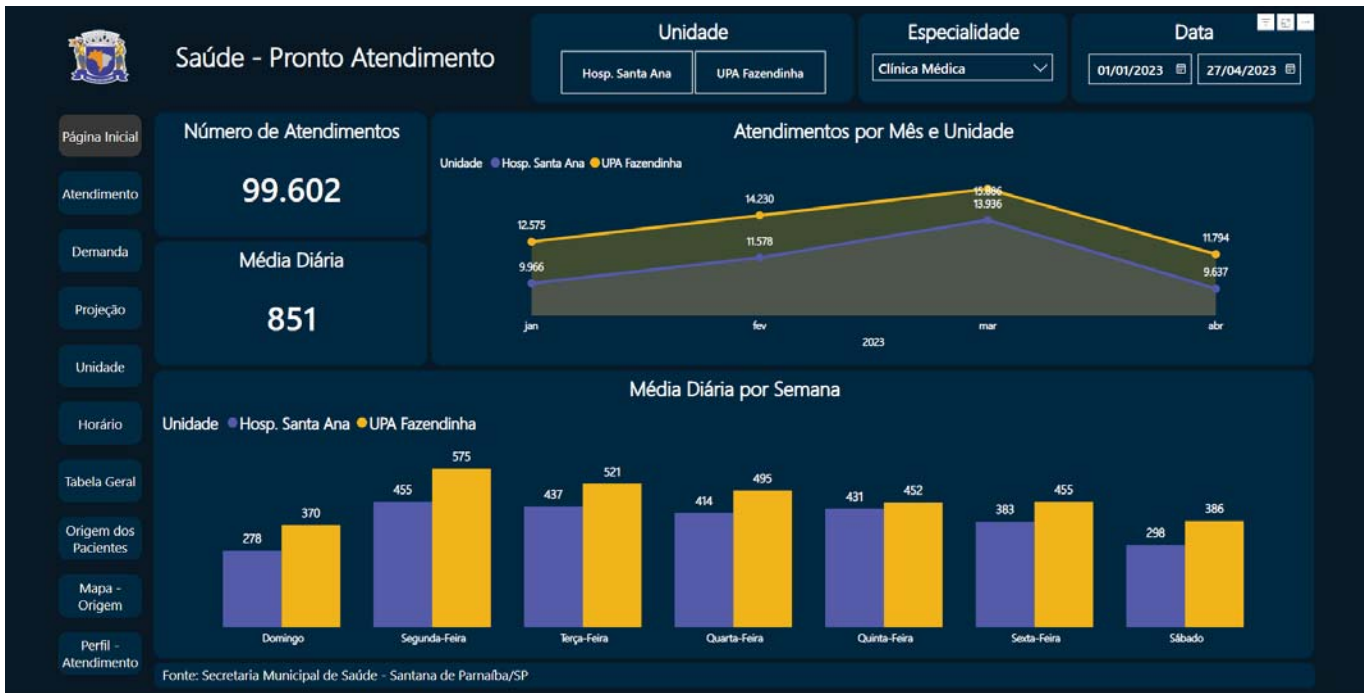 Saúde - Pronto Atendimento
Unidade
Hosp. Santa Ana
UPA Fazendinha
Especialidade
Clínica Médica
Data
01/01/2023
27/04/2023
Página Inicial
Atendimento
Demanda
Projeção
Unidade
Horário
Tabela Geral
Origem dos
Pacientes
Mapa -
Origem
Perfil -
Atendimento
Número de Atendimentos
99.602
Média Diária
851
Atendimentos por Mês e Unidade
Unidade Hosp. Santa Ana UPA Fazendinha
12.575
14.230
15.886
11.794
9.966
11.578
13.936
9.637
jan
fev
mar
abr
2023
Média Diária por Semana
Unidade Hosp. Santa Ana UPA Fazendinha
278
370
455
575
437
521
414
495
431
452
383
455
298
386
Domingo
Segunda-Feira
Terça-Feira
Quarta-Feira
Quinta-Feira
Sexta-Feira
Sábado
Fonte: Secretaria Municipal de Saúde - Santana de Parnaíba/SP